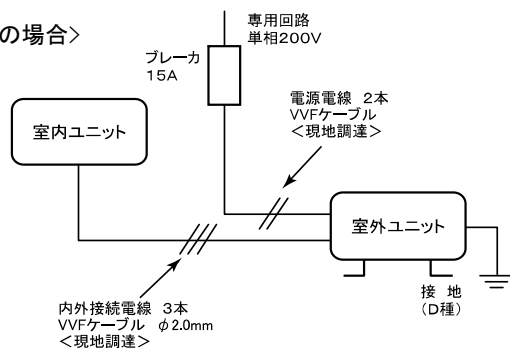 の場合>
専用回路
単相200V
ブレーカ
15A
電源電線 2本
VVFケーブル
<現地調達>
室内ユニット
室外ユニット
接 地
(D種)
内外接続電線 3本
VVFケーブル φ2.0mm
<現地調達>